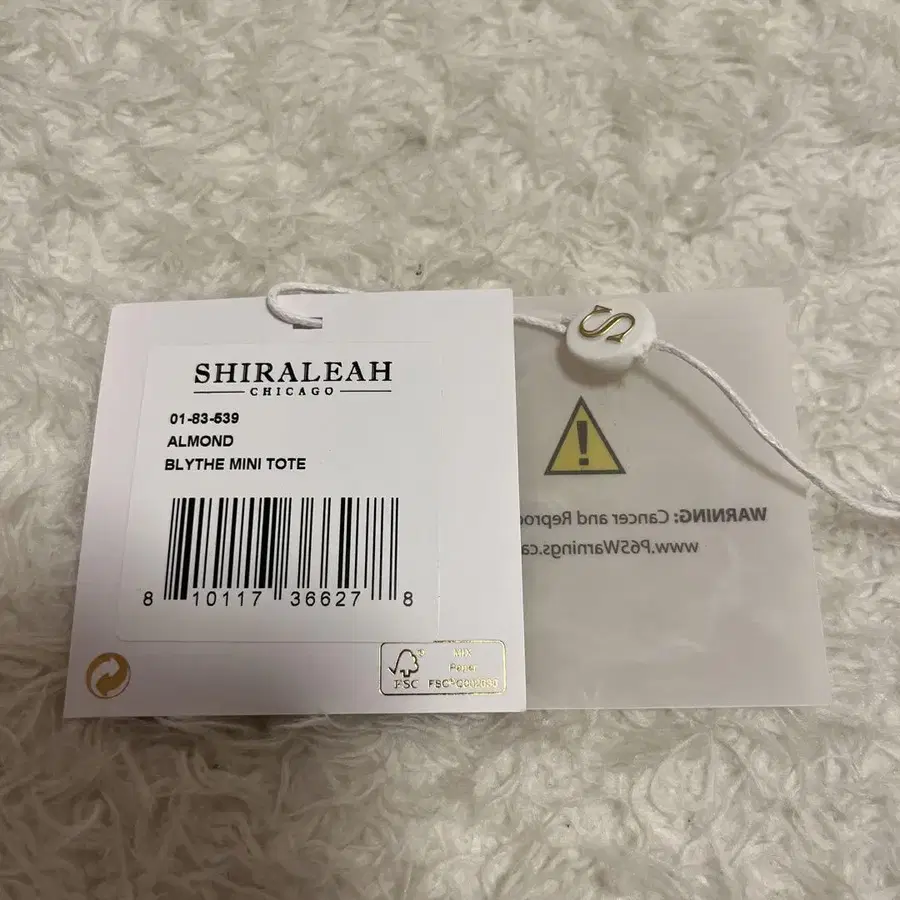 SHIRALEAH
CHICAGO
01-83-539
ALMOND
BLYTHE MINI TOTE
8 10117 36627 8
FSC®
MIX
Paper
S
WARNING: Cancer and Repro
www.P65Warnings.ca